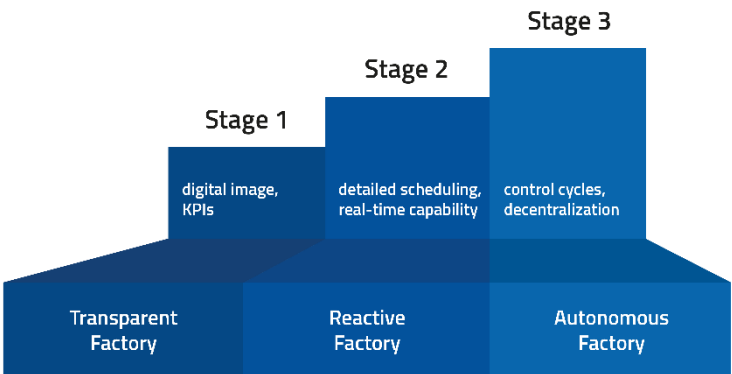 Stage 1
Stage 2
Stage 3
digital image,
KPIs
detailed scheduling,
real-time capability
control cycles,
decentralization
Transparent
Factory
Reactive
Factory
Autonomous
Factory